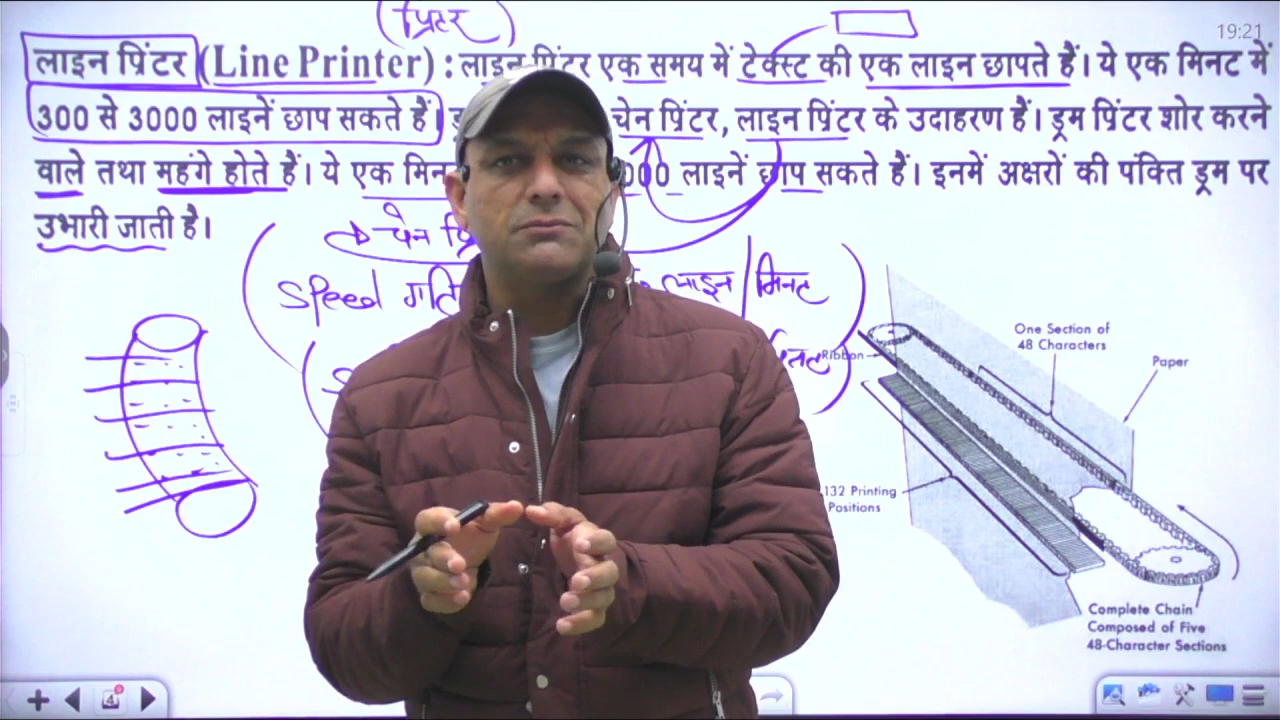 (प्रिंटर)
19:21
लाइन प्रिंटर (Line Printer) : लाइन प्रिंटर एक समय में टेक्स्ट की एक लाइन छापते हैं। ये एक मिनट में
300 से 3000 लाइनें छाप सकते हैं। चेन प्रिंटर, लाइन प्रिंटर के उदाहरण हैं। ड्रम प्रिंटर शोर करने
वाले तथा महंगे होते हैं। ये एक मिन 000 लाइनें छाप सकते हैं। इनमें अक्षरों की पंक्ति ड्रम पर
उभारी जाती है।
चेन प्रि
Speed गति लाइन/मिनट
One Section of
48 Characters
Ribbon
Paper
132 Printing
Positions
Complete Chain
Composed of Five
48-Character Sections
4